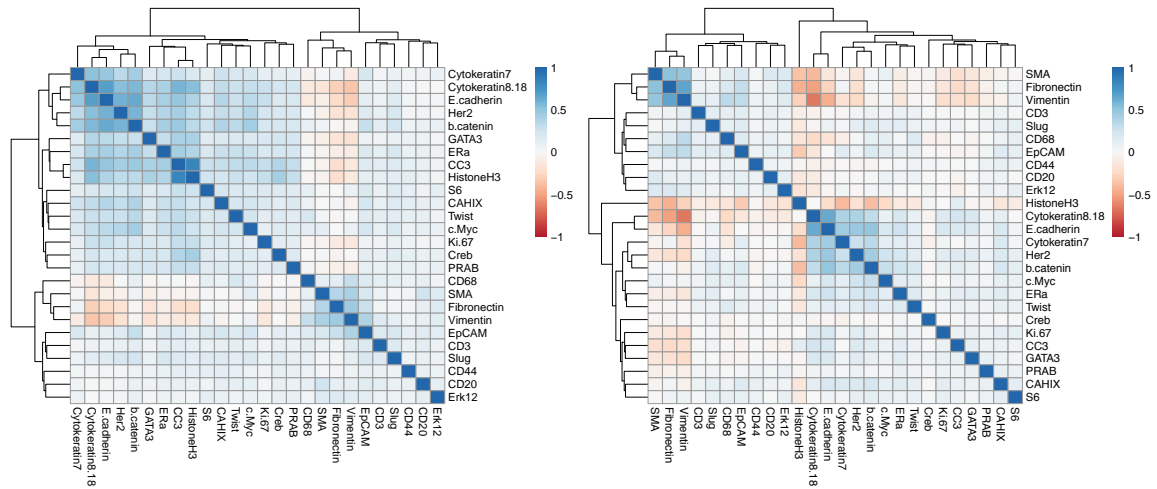 Cytokeratin7
Cytokeratin8.18
E.cadherin
Her2
b.catenin
GATA3
ERa
CC3
HistoneH3
S6
CAHIX
Twist
c.Myc
Ki.67
Creb
PRAB
CD68
SMA
Fibronectin
Vimentin
EpCAM
CD3
Slug
CD44
CD20
Erk12
Cytokeratin7
Cytokeratin8.18
E.cadherin
Her2
b.catenin
GATA3
ERa
CC3
HistoneH3
S6
CAHIX
Twist
c.Myc
Ki.67
Creb
PRAB
CD68
SMA
Fibronectin
Vimentin
EpCAM
CD3
Slug
CD44
CD20
Erk12
1
0.5
0
−0.5
−1
SMA
Fibronectin
Vimentin
CD3
Slug
CD68
EpCAM
CD44
CD20
Erk12
HistoneH3
Cytokeratin8.18
E.cadherin
Cytokeratin7
Her2
b.catenin
c.Myc
ERa
Twist
Creb
Ki.67
CC3
GATA3
PRAB
CAHIX
S6
SMA
Fibronectin
Vimentin
CD3
Slug
CD68
EpCAM
CD44
CD20
Erk12
HistoneH3
Cytokeratin8.18
E.cadherin
Cytokeratin7
Her2
b.catenin
c.Myc
ERa
Twist
Creb
Ki.67
CC3
GATA3
PRAB
CAHIX
S6
1
0.5
0
−0.5
−1